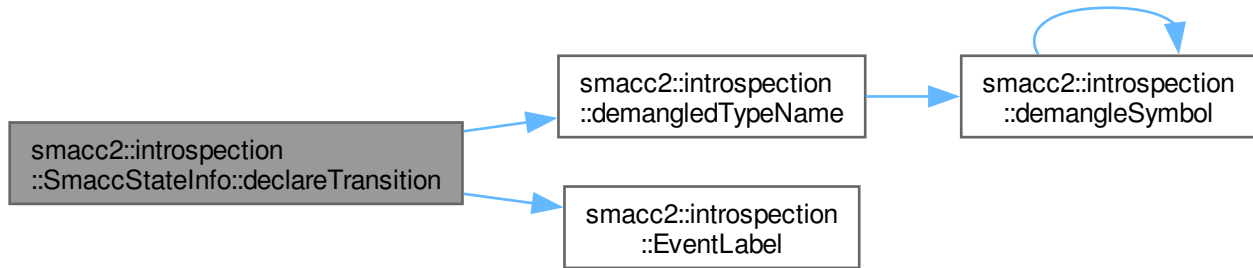 smacc2::introspection
::SmaccStateInfo::declareTransition
smacc2::introspection
::demangledTypeName
smacc2::introspection
::demangleSymbol
smacc2::introspection
::EventLabel